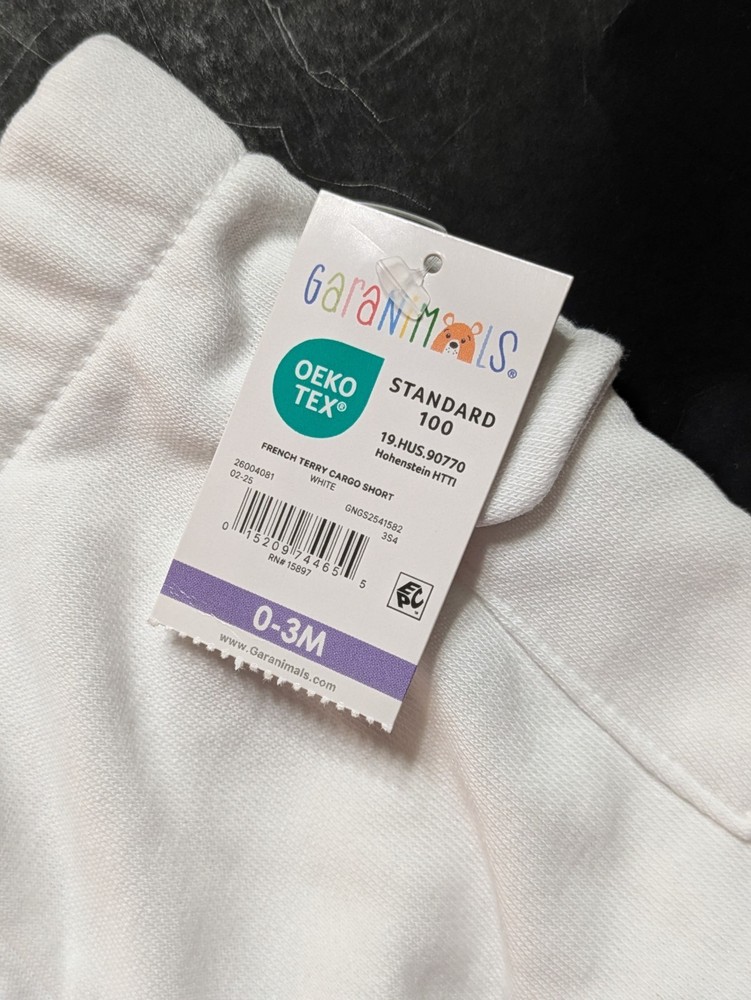 GaraNIMALS®
OEKO
TEX®
STANDARD
100
19.HUS.90770
Hohenstein HTTI
FRENCH TERRY CARGO SHORT
WHITE
26004081
02-25
GNGS2541582
3S4
0 15209 74465 5
RN# 15897
EPC™
0-3M
www.Garanimals.com